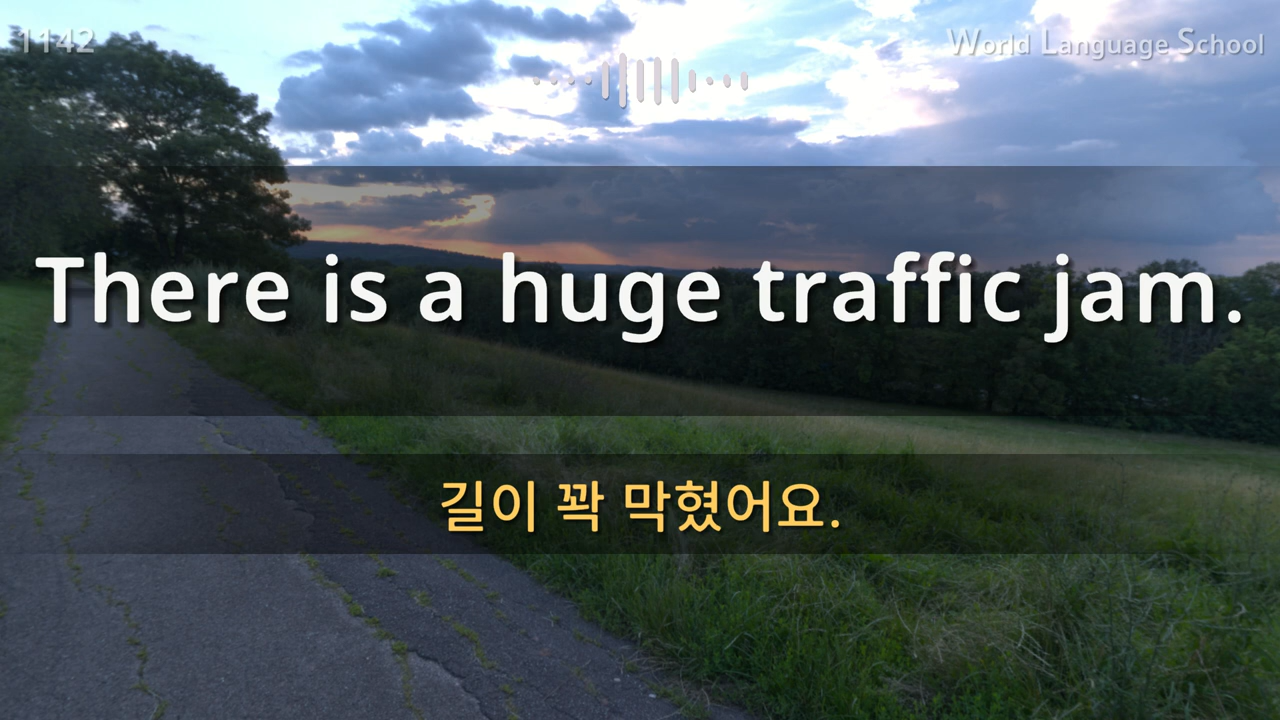 1142
World Language School
There is a huge traffic jam.
길이 꽉 막혔어요.